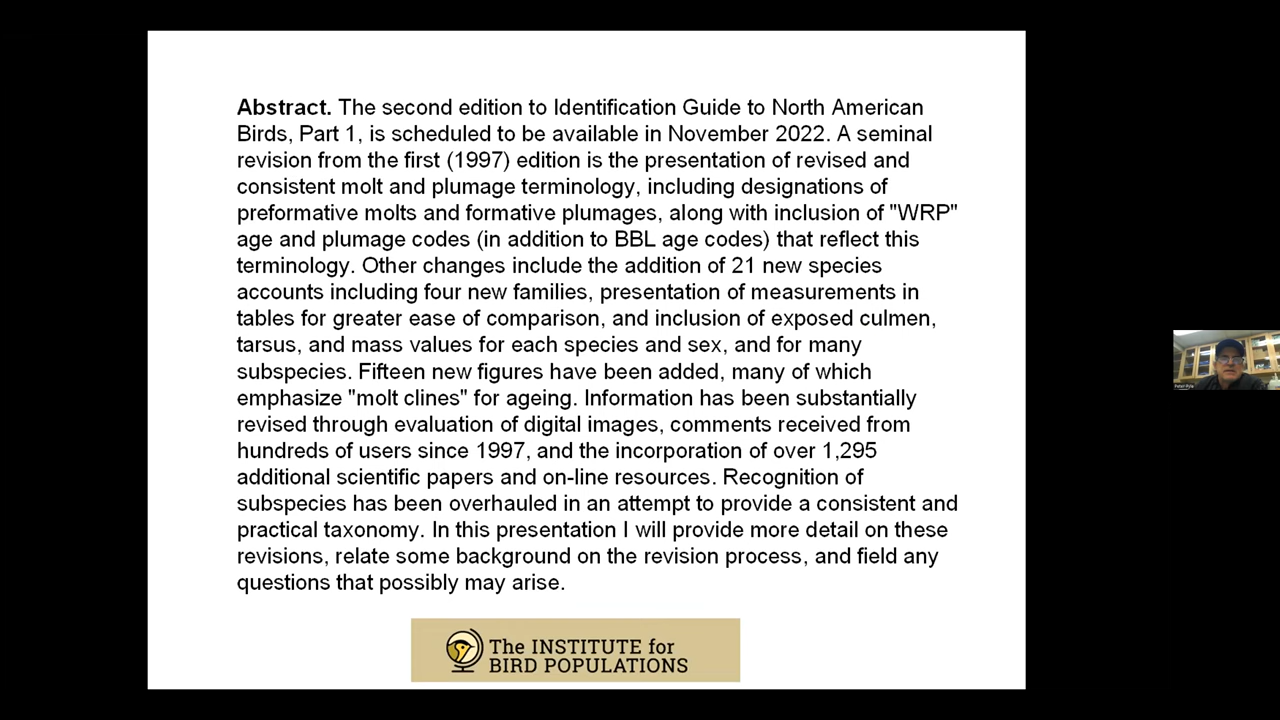 Abstract. The second edition to Identification Guide to North American
Birds, Part 1, is scheduled to be available in November 2022. A seminal
revision from the first (1997) edition is the presentation of revised and
consistent molt and plumage terminology, including designations of
preformative molts and formative plumages, along with inclusion of "WRP"
age and plumage codes (in addition to BBL age codes) that reflect this
terminology. Other changes include the addition of 21 new species
accounts including four new families, presentation of measurements in
tables for greater ease of comparison, and inclusion of exposed culmen,
tarsus, and mass values for each species and sex, and for many
subspecies. Fifteen new figures have been added, many of which
emphasize "molt clines" for ageing. Information has been substantially
revised through evaluation of digital images, comments received from
hundreds of users since 1997, and the incorporation of over 1,295
additional scientific papers and on-line resources. Recognition of
subspecies has been overhauled in an attempt to provide a consistent and
practical taxonomy. In this presentation I will provide more detail on these
revisions, relate some background on the revision process, and field any
questions that possibly may arise.
The INSTITUTE for
BIRD POPULATIONS
Peter Pyle